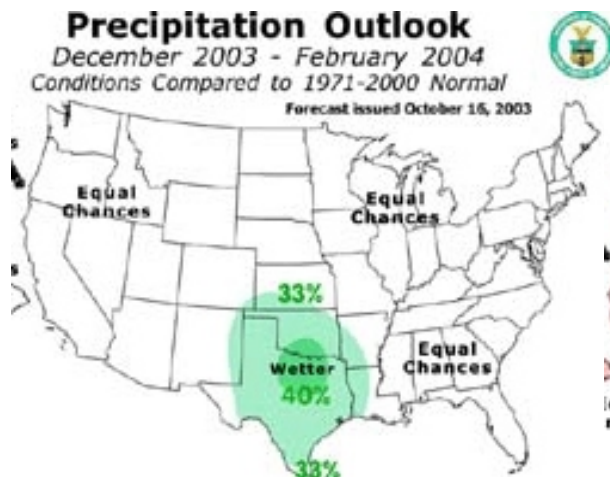 Precipitation Outlook
December 2003 - February 2004
Conditions Compared to 1971-2000 Normal
Forecast issued October 16, 2003
Equal
Chances
Equal
Chances
33%
Equal
Chances
Wetter
40%
33%